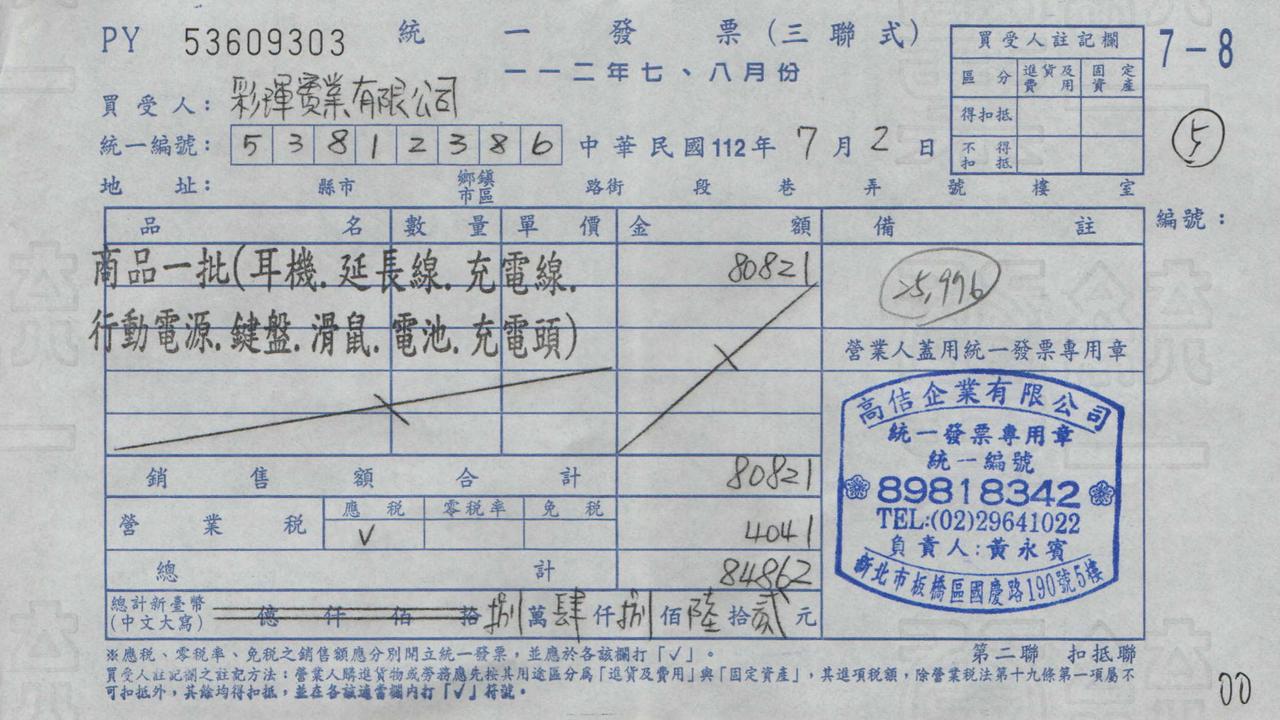 PY 53609303 統一發票(三聯式) 7-8
一一二年七、八月份
買受人註記欄
區分 進貨及費用 固定資產
得扣抵
不得扣抵
買受人: 彩琿實業有限公司
統一編號: 53812386 中華民國112年7月2日
5
地址: 縣市 鄉鎮市區 路街 段 巷 弄 號 樓 室
編號:
品名 數量 單價 金額 備註
商品一批(耳機.延長線.充電線. 80821
行動電源.鍵盤.滑鼠.電池.充電頭)
營業人蓋用統一發票專用章
高佶企業有限公司
統一發票專用章
統一編號
89818342
TEL:(02)29641022
負責人:黃永賓
新北市板橋區國慶路190號5樓
銷售額合計 80821
營業稅 應稅 零稅率 免稅 4041
V
總計 84862
總計新臺幣(中文大寫) 億仟佰拾捌萬肆仟捌佰陸拾貳元
※應稅、零稅率、免稅之銷售額應分別開立統一發票,並應於各該欄打「✓」。
第二聯 扣抵聯
買受人註記欄之註記方法:營業人購進貨物或勞務應先按其用途區分為「進貨及費用」與「固定資產」,其進項稅額,除營業稅法第十九條第一項屬不
可扣抵外,其餘均得扣抵,並在各該適當欄內打「✓」符號。
00